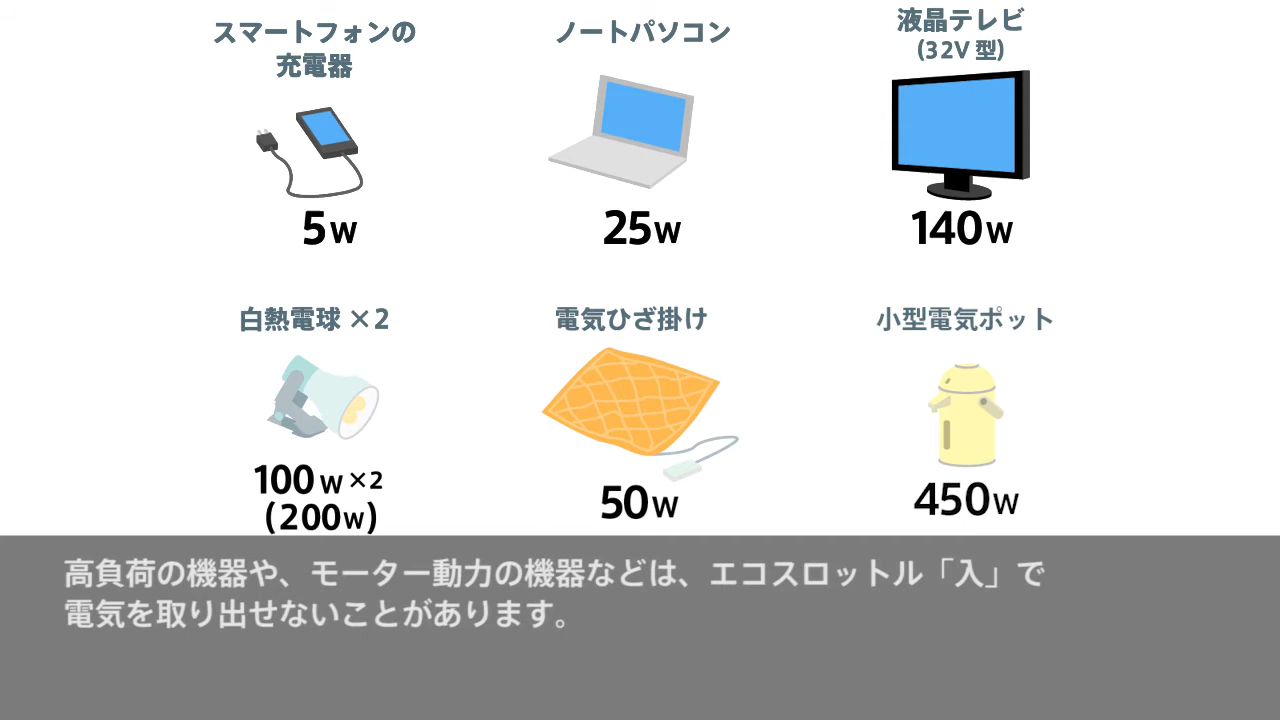 スマートフォンの
充電器
ノートパソコン
液晶テレビ
(32V 型)
5W
25W
140W
白熱電球 ×2
電気ひざ掛け
小型電気ポット
100W×2
(200W)
50W
450W
高負荷の機器や、モーター動力の機器などは、エコスロットル「入」で
電気を取り出せないことがあります。